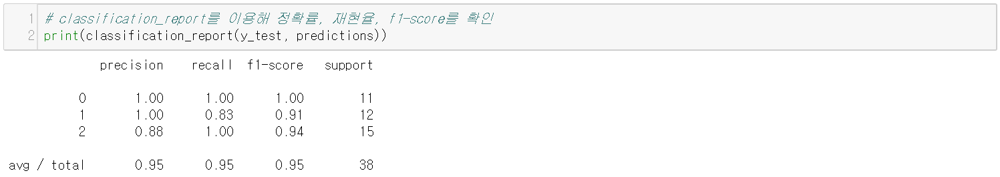 1 # classification_report를 이용해 정확률, 재현율, f1-score를 확인
2 print(classification_report(y_test, predictions))
precision recall f1-score support
0 1.00 1.00 1.00 11
1 1.00 0.83 0.91 12
2 0.88 1.00 0.94 15
avg / total 0.95 0.95 0.95 38